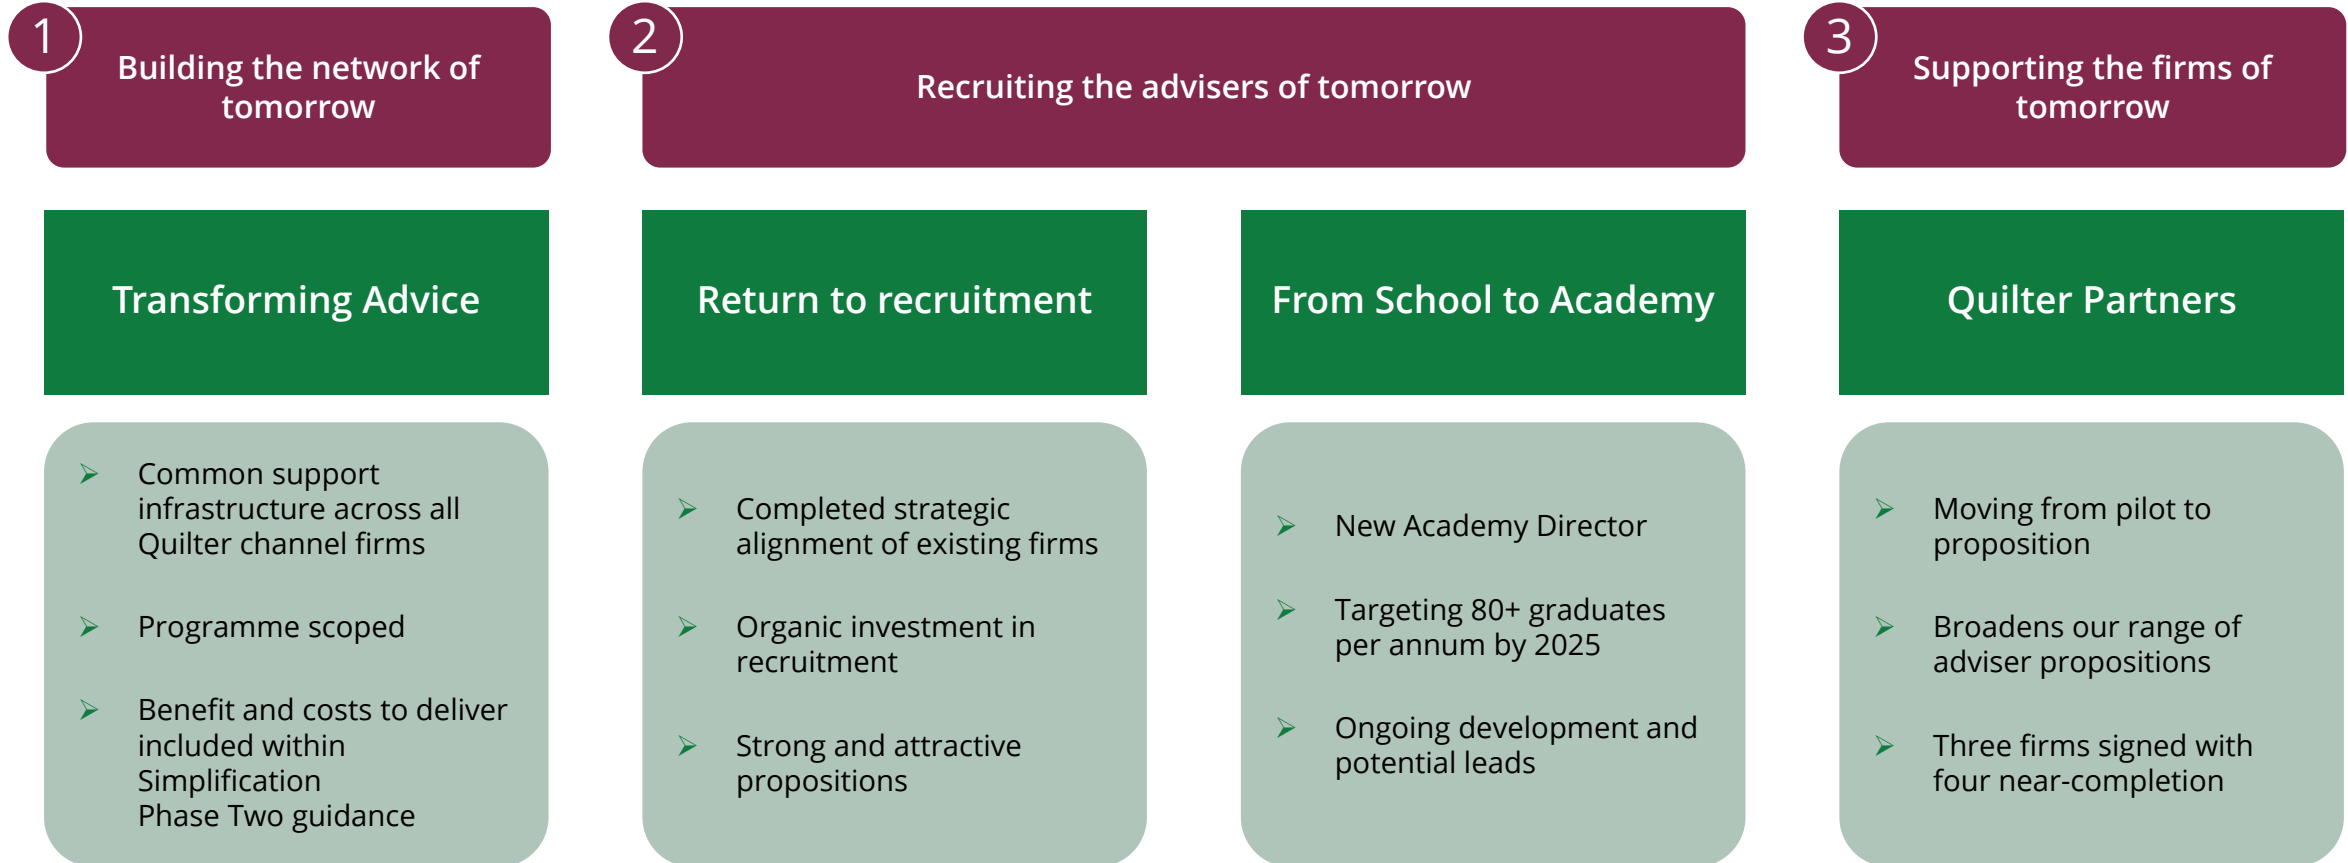 1
Building the network of
tomorrow
2
Recruiting the advisers of tomorrow
3
Supporting the firms of
tomorrow
Transforming Advice
Return to recruitment
From School to Academy
Quilter Partners
Common support
infrastructure across all
Quilter channel firms
Programme scoped
Benefit and costs to deliver
included within
Simplification
Phase Two guidance
Completed strategic
alignment of existing firms
Organic investment in
recruitment
Strong and attractive
propositions
New Academy Director
Targeting 80+ graduates
per annum by 2025
Ongoing development and
potential leads
Moving from pilot to
proposition
Broadens our range of
adviser propositions
Three firms signed with
four near-completion